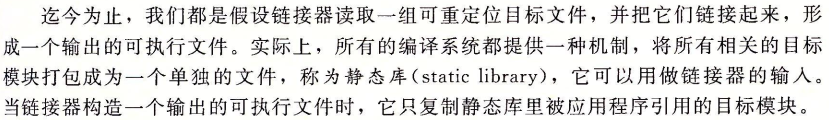 迄今为止，我们都是假设链接器读取一组可重定位目标文件，并把它们链接起来，形
成一个输出的可执行文件。实际上，所有的编译系统都提供一种机制，将所有相关的目标
模块打包成为一个单独的文件，称为静态库(static library)，它可以用做链接器的输入。
当链接器构造一个输出的可执行文件时，它只复制静态库里被应用程序引用的目标模块。